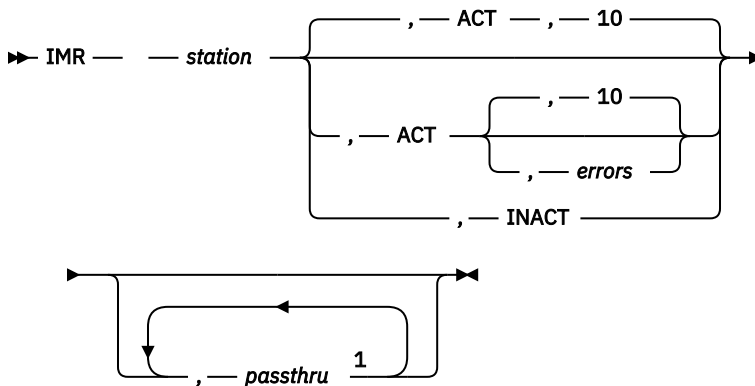 , ACT , 10
IMR station
, 10
, ACT
, errors
, INACT
, passthru 1